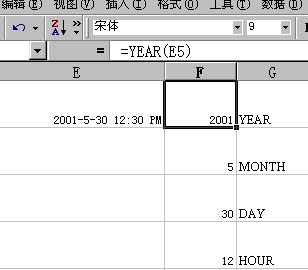 编辑(E) 视图(V) 插入(I) 格式(O) 工具(T) 数据(D)
宋体 9
= =YEAR(E5)
E F G
2001-5-30 12:30 PM 2001 YEAR
5 MONTH
30 DAY
12 HOUR